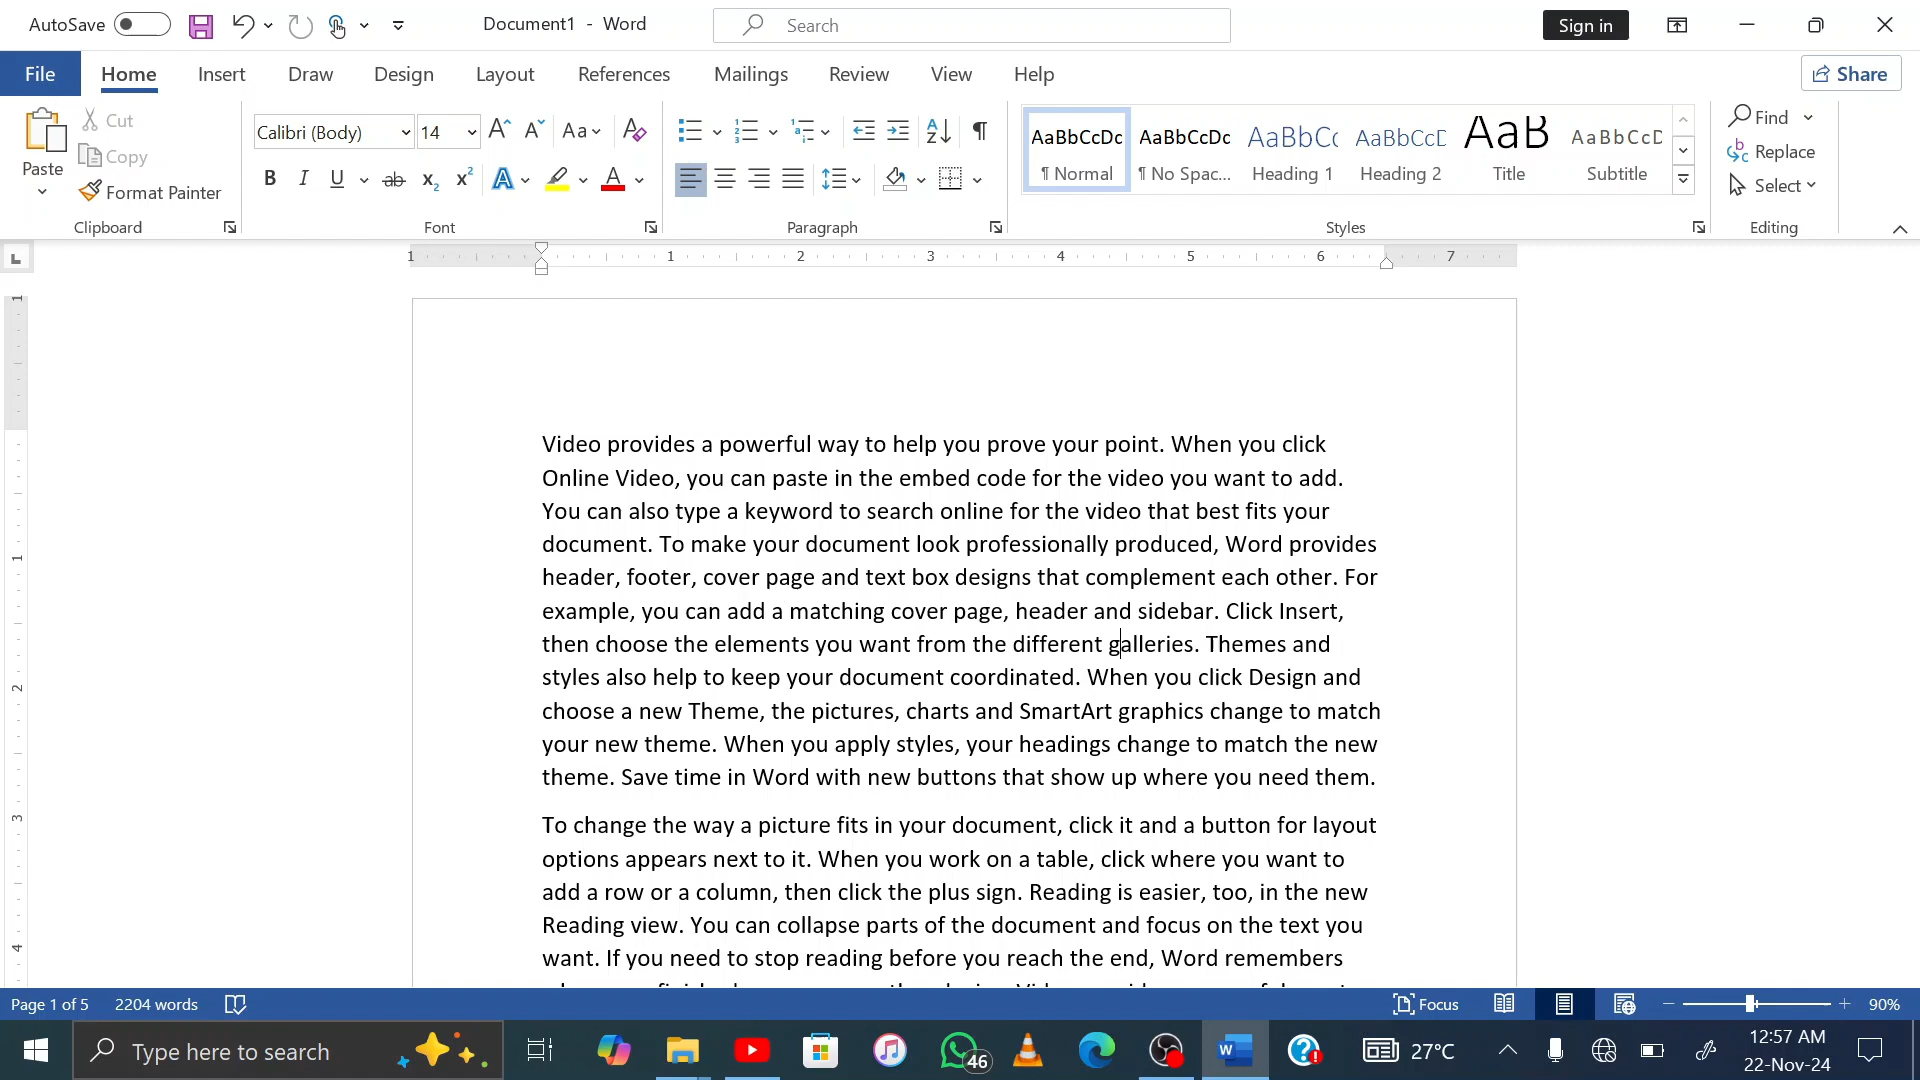 AutoSave Document1 - Word Search Sign in
File Home Insert Draw Design Layout References Mailings Review View Help Share
Paste Cut Copy Format Painter
Clipboard
Calibri (Body) 14
Font
Paragraph
AaBbCcDc AaBbCcDc AaBbCc AaBbCcD AaB AaBbCcD
¶ Normal ¶ No Spac... Heading 1 Heading 2 Title Subtitle
Styles
Find
Replace
Select
Editing
1 1 2 3 4 5 6 7
Video provides a powerful way to help you prove your point. When you click
Online Video, you can paste in the embed code for the video you want to add.
You can also type a keyword to search online for the video that best fits your
document. To make your document look professionally produced, Word provides
header, footer, cover page and text box designs that complement each other. For
example, you can add a matching cover page, header and sidebar. Click Insert,
then choose the elements you want from the different galleries. Themes and
styles also help to keep your document coordinated. When you click Design and
choose a new Theme, the pictures, charts and SmartArt graphics change to match
your new theme. When you apply styles, your headings change to match the new
theme. Save time in Word with new buttons that show up where you need them.
To change the way a picture fits in your document, click it and a button for layout
options appears next to it. When you work on a table, click where you want to
add a row or a column, then click the plus sign. Reading is easier, too, in the new
Reading view. You can collapse parts of the document and focus on the text you
want. If you need to stop reading before you reach the end, Word remembers
Page 1 of 5 2204 words Focus 90%
Type here to search 46 27°C 12:57 AM
22-Nov-24